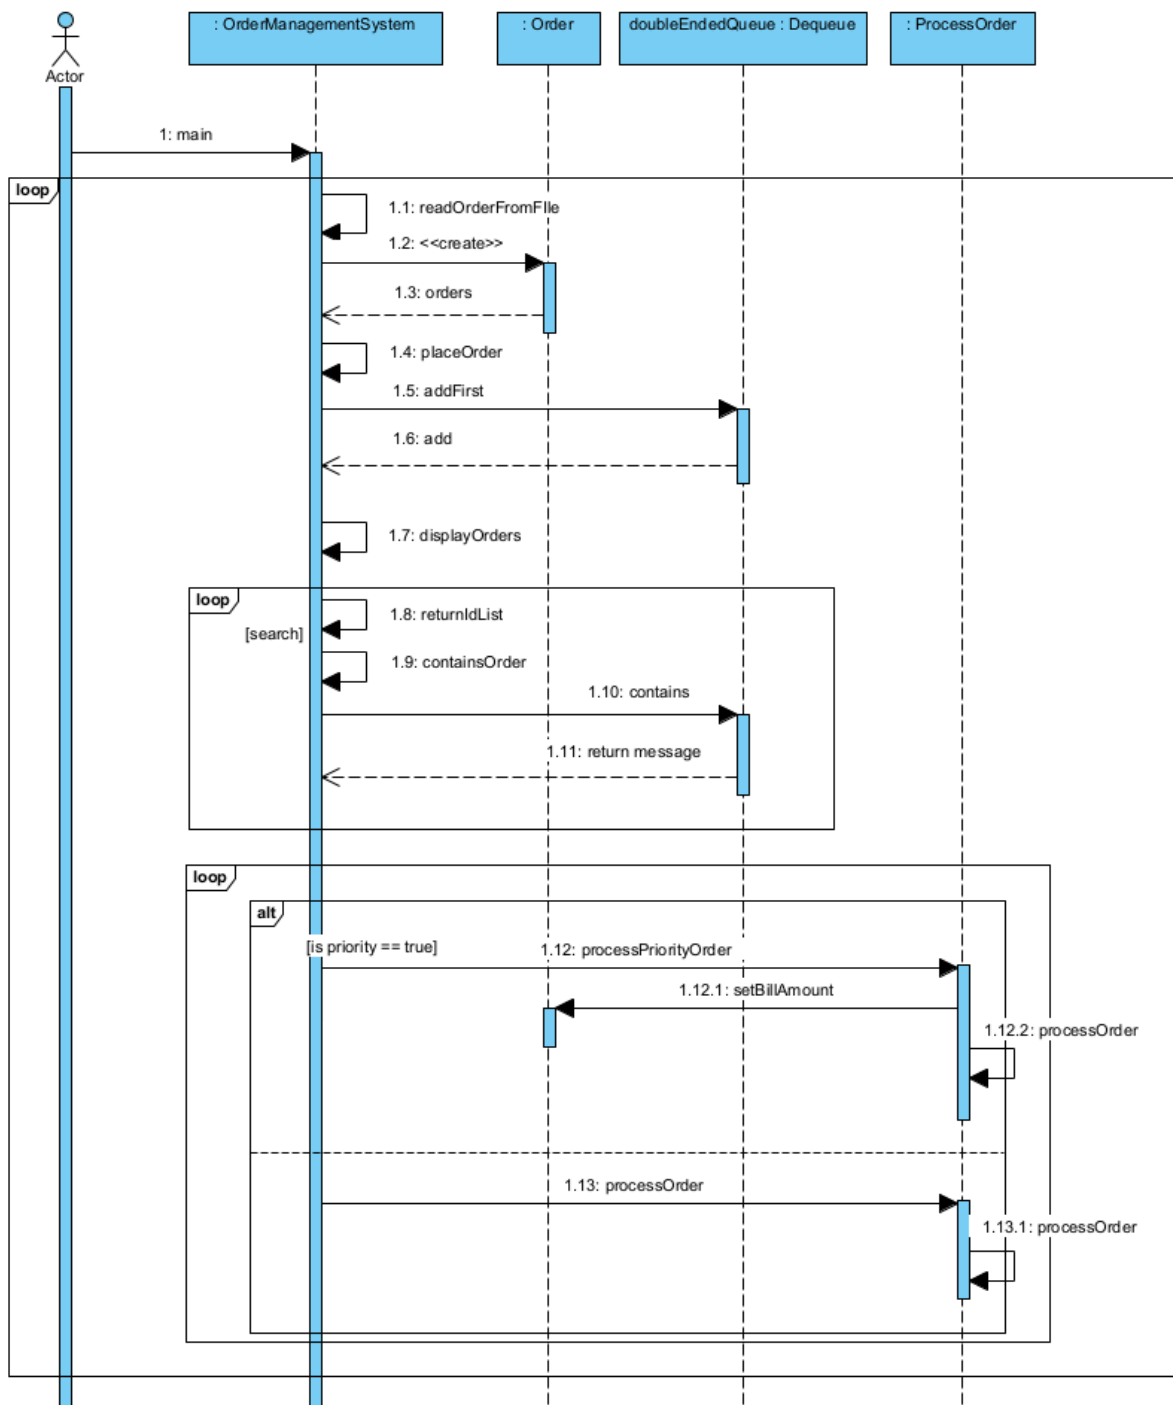 : OrderManagementSystem
: Order
doubleEndedQueue : Dequeue
: ProcessOrder
Actor
1: main
loop
1.1: readOrderFromFIle
1.2: <<create>>
1.3: orders
1.4: placeOrder
1.5: addFirst
1.6: add
1.7: displayOrders
loop
1.8: returnIdList
[search]
1.9: containsOrder
1.10: contains
1.11: return message
loop
alt
[is priority == true]
1.12: processPriorityOrder
1.12.1: setBillAmount
1.12.2: processOrder
1.13: processOrder
1.13.1: processOrder